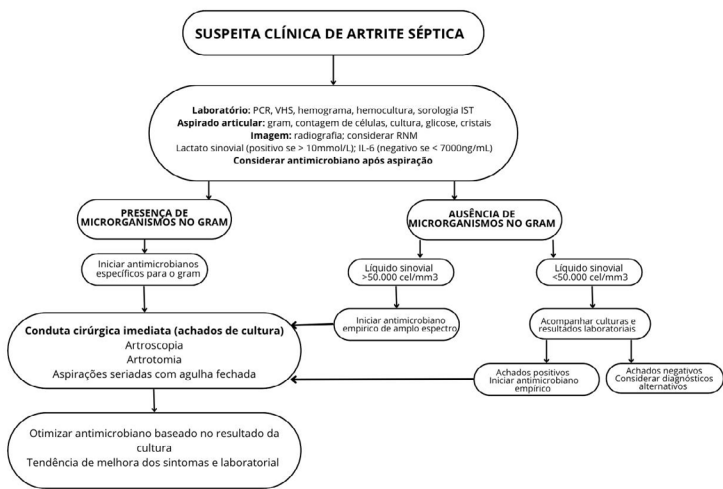 SUSPEITA CLÍNICA DE ARTRITE SÉPTICA
Laboratório: PCR, VHS, hemograma, hemocultura, sorologia IST
Aspirado articular: gram, contagem de células, cultura, glicose, cristais
Imagem: radiografia; considerar RNM
Lactato sinovial (positivo se > 10mmol/L); IL-6 (negativo se < 7000ng/mL)
Considerar antimicrobiano após aspiração
PRESENÇA DE
MICRORGANISMOS NO GRAM
AUSÊNCIA DE
MICRORGANISMOS NO GRAM
Iniciar antimicrobianos
específicos para o gram
Líquido sinovial
>50.000 cel/mm3
Líquido sinovial
<50.000 cel/mm3
Conduta cirúrgica imediata (achados de cultura)
Artroscopia
Artrotomia
Aspirações seriadas com agulha fechada
Iniciar antimicrobiano
empírico de amplo espectro
Acompanhar culturas e
resultados laboratoriais
Achados positivos
Iniciar antimicrobiano
empírico
Achados negativos
Considerar diagnósticos
alternativos
Otimizar antimicrobiano baseado no resultado da
cultura
Tendência de melhora dos sintomas e laboratorial